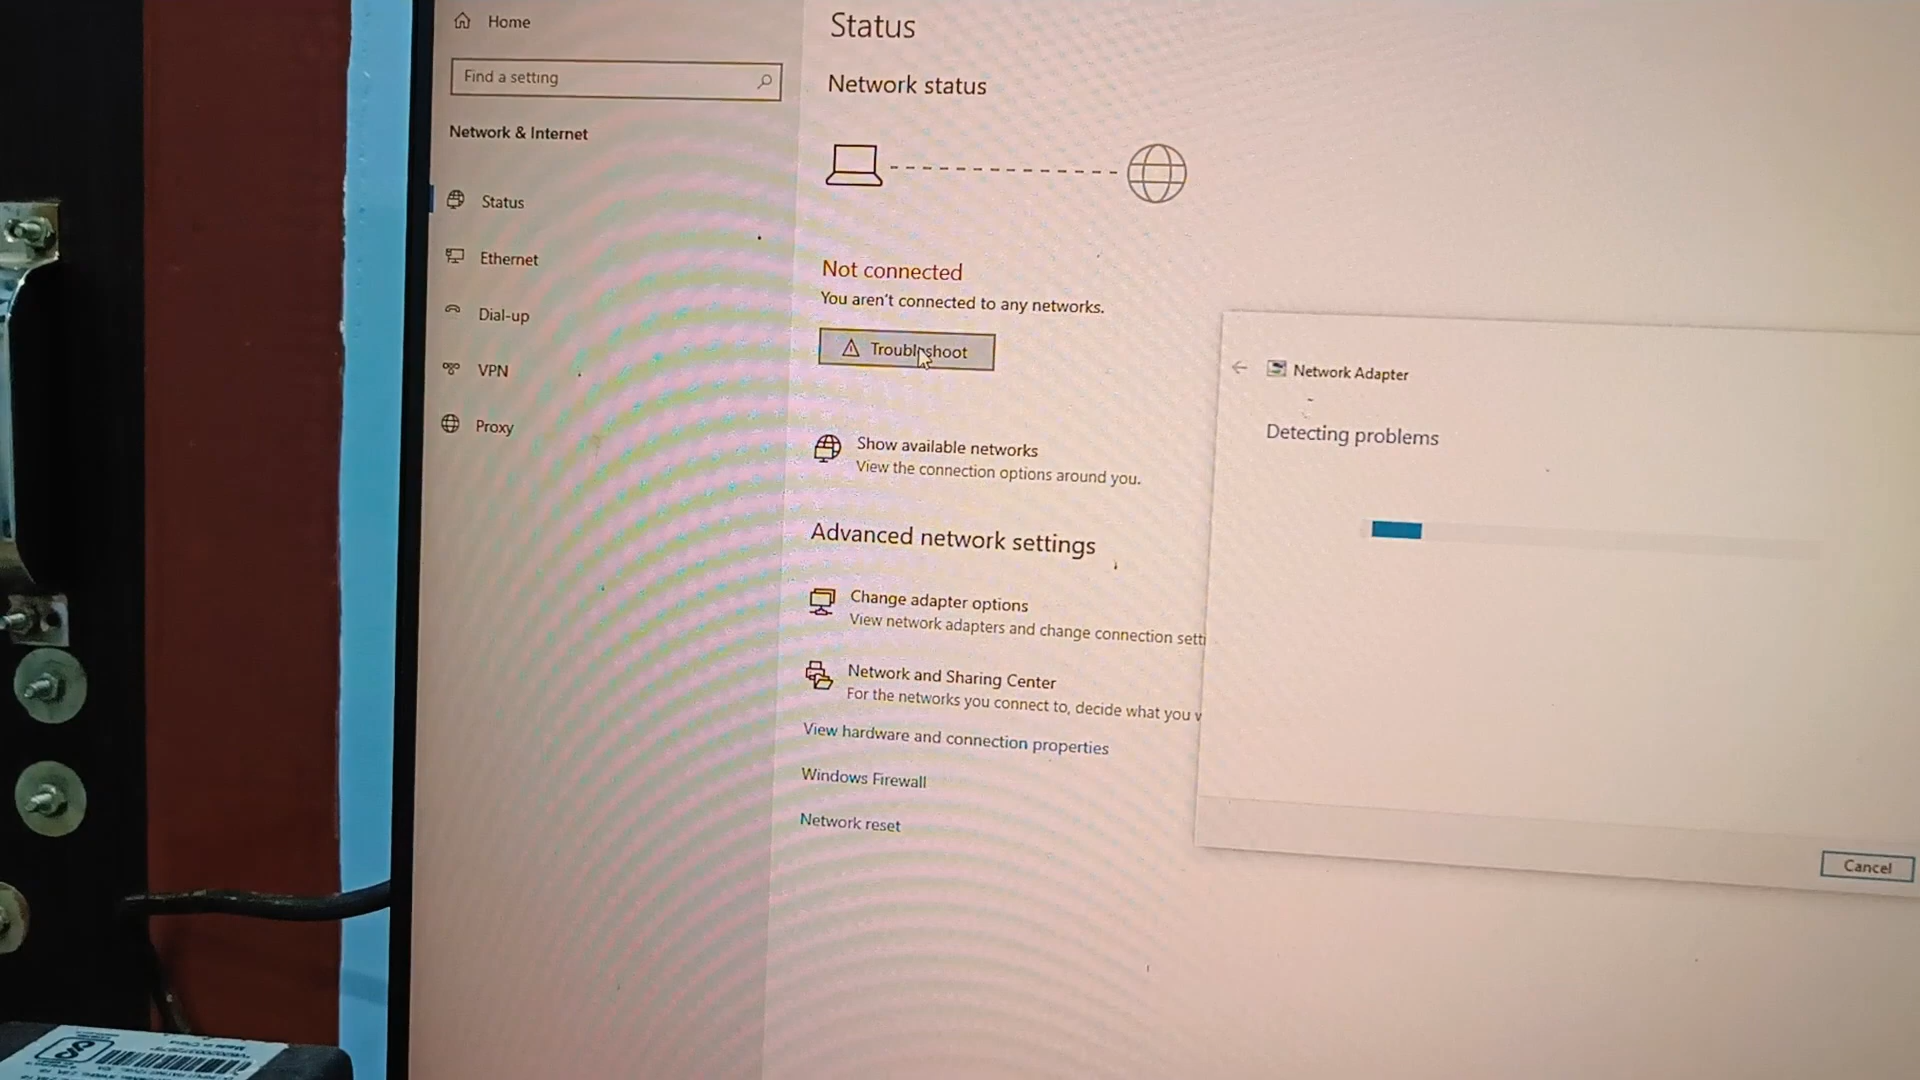 Home
Find a setting
Network & Internet
Status
Ethernet
Dial-up
VPN
Proxy
Status
Network status
Not connected
You aren't connected to any networks.
Troubleshoot
Show available networks
View the connection options around you.
Advanced network settings
Change adapter options
View network adapters and change connection setti
Network and Sharing Center
For the networks you connect to, decide what you v
View hardware and connection properties
Windows Firewall
Network reset
Network Adapter
Detecting problems
Cancel